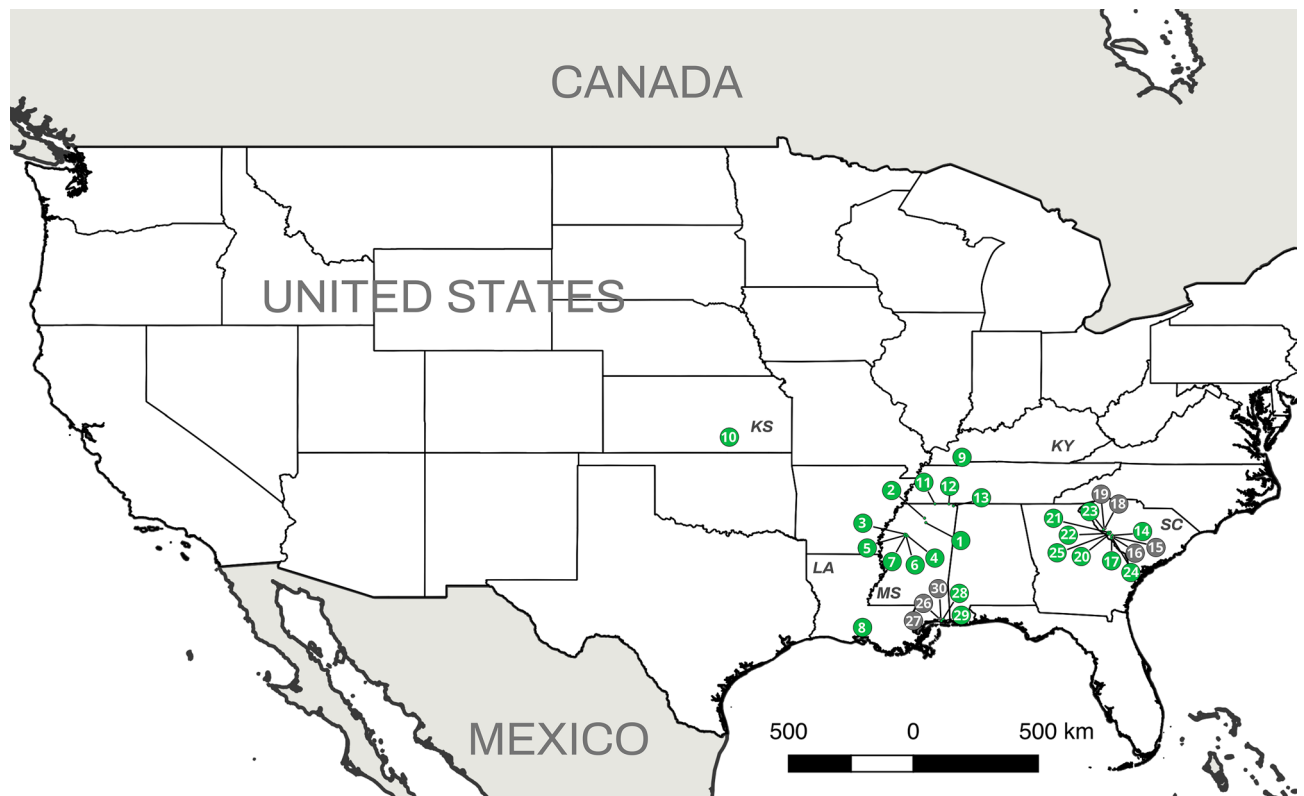 CANADA
UNITED STATES
10 KS
KY
9
2 11 12 13
19 18
23
3 21 14 SC
22
1
5 15
7 6 4 25 20 17 16
LA 24
MS 30 28
26
27 29
8
500 0 500 km
MEXICO